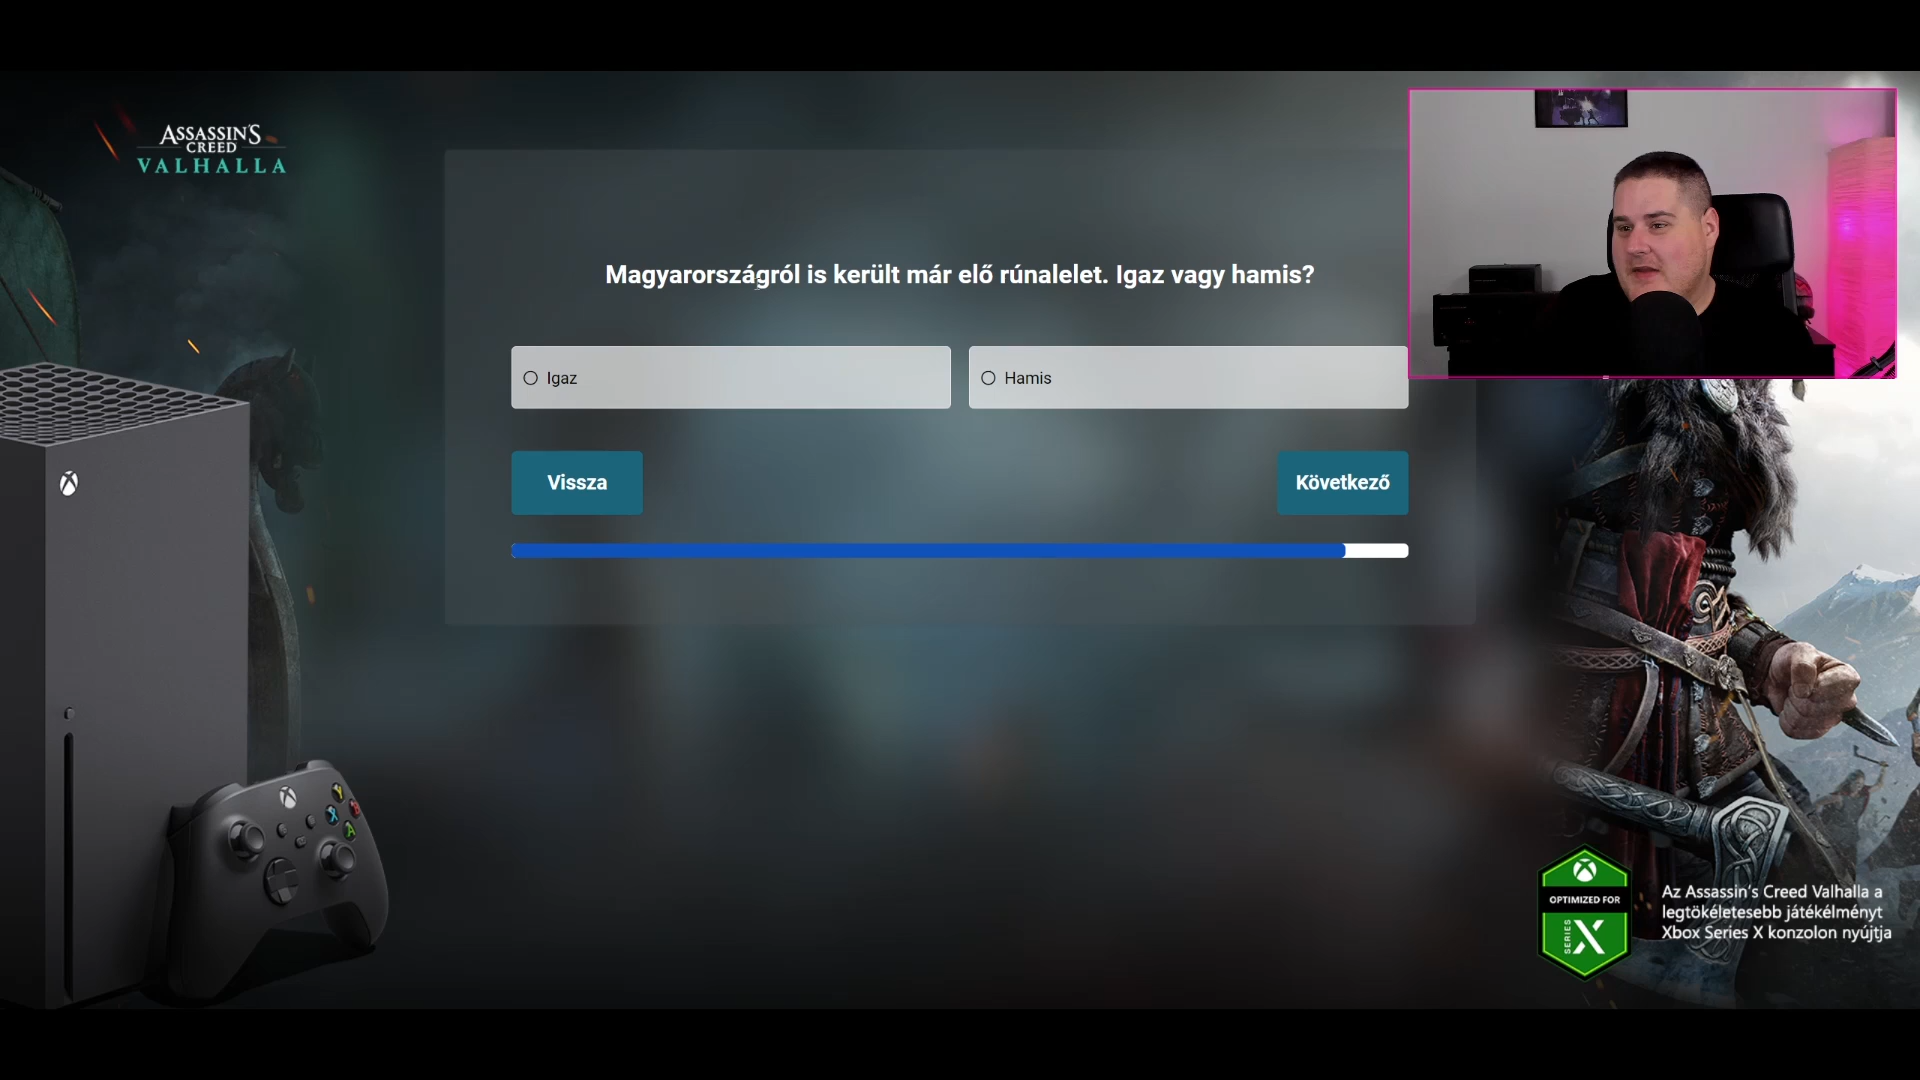 ASSASSIN'S
CREED
VALHALLA
Magyarországról is került már elő rúnalelet. Igaz vagy hamis?
Igaz
Hamis
Vissza
Következő
Y
B
X
A
OPTIMIZED FOR
SERIES X
Az Assassin's Creed Valhalla a
legtökéletesebb játékélményt
Xbox Series X konzolon nyújtja